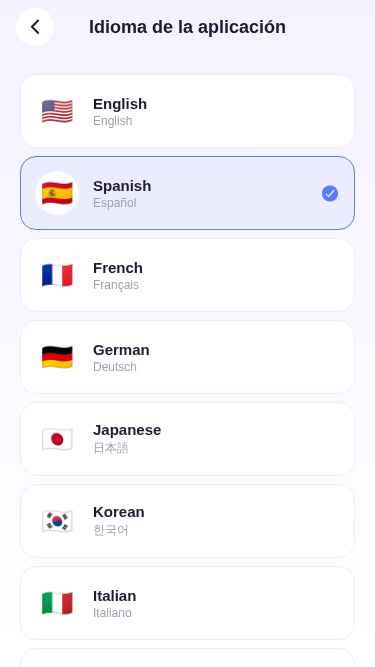 Idioma de la aplicación
English
English
Spanish
Español
French
Français
German
Deutsch
Japanese
日本語
Korean
한국어
Italian
Italiano